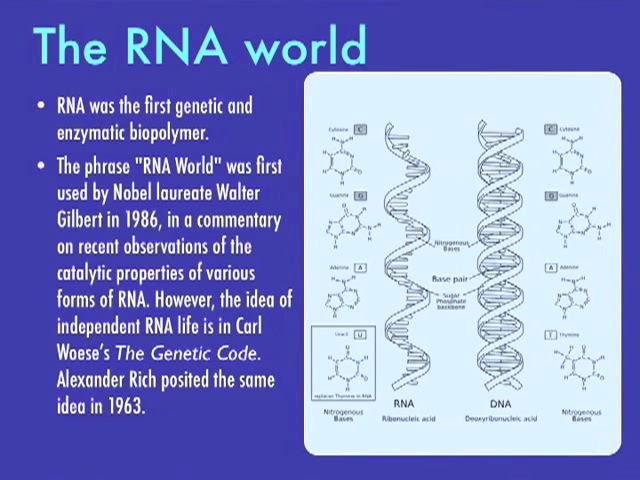 The RNA world
• RNA was the first genetic and
enzymatic biopolymer.
• The phrase "RNA World" was first
used by Nobel laureate Walter
Gilbert in 1986, in a commentary
on recent observations of the
catalytic properties of various
forms of RNA. However, the idea of
independent RNA life is in Carl
Woese's The Genetic Code.
Alexander Rich posited the same
idea in 1963.
Cytosine C
Guanine G
Adenine A
Uracil U
replaces Thymine in RNA
Nitrogenous
Bases
RNA
Ribonucleic acid
Nitrogenous
Bases
Base pair
Sugar
Phosphate
backbone
DNA
Deoxyribonucleic acid
C Cytosine
G Guanine
A Adenine
T Thymine
Nitrogenous
Bases